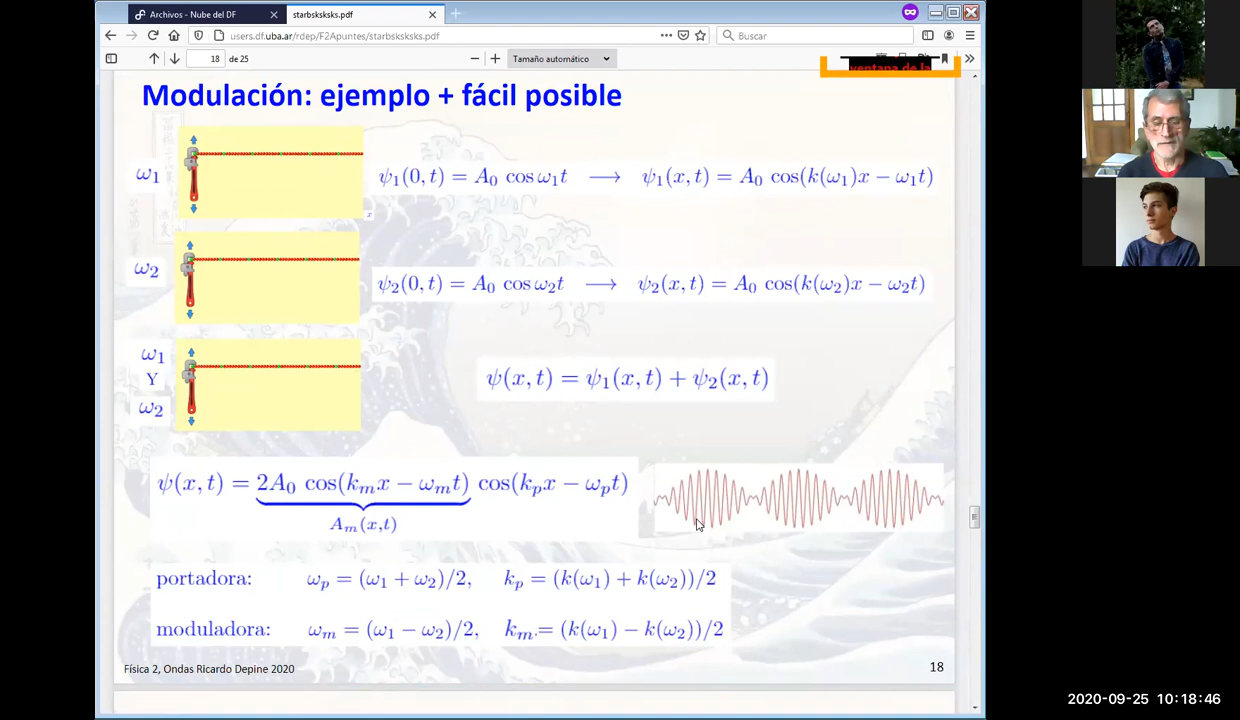 Archivos - Nube del DF
starbsksksks.pdf
users.df.uba.ar/rdep/F2Apuntes/starbsksksks.pdf
Buscar
18 de 25
Tamaño automático
ventana de la
Modulación: ejemplo + fácil posible
ω₁
ψ₁(0, t) = A₀ cos ω₁t ⟶ ψ₁(x, t) = A₀ cos(k(ω₁)x − ω₁t)
x
ω₂
ψ₂(0, t) = A₀ cos ω₂t ⟶ ψ₂(x, t) = A₀ cos(k(ω₂)x − ω₂t)
ω₁
Y
ω₂
ψ(x, t) = ψ₁(x, t) + ψ₂(x, t)
ψ(x, t) = 2A₀ cos(kₘx − ωₘt) cos(kₚx − ωₚt)
Aₘ(x,t)
portadora: ωₚ = (ω₁ + ω₂)/2, kₚ = (k(ω₁) + k(ω₂))/2
moduladora: ωₘ = (ω₁ − ω₂)/2, kₘ = (k(ω₁) − k(ω₂))/2
Física 2, Ondas Ricardo Depine 2020
18
2020-09-25 10:18:46